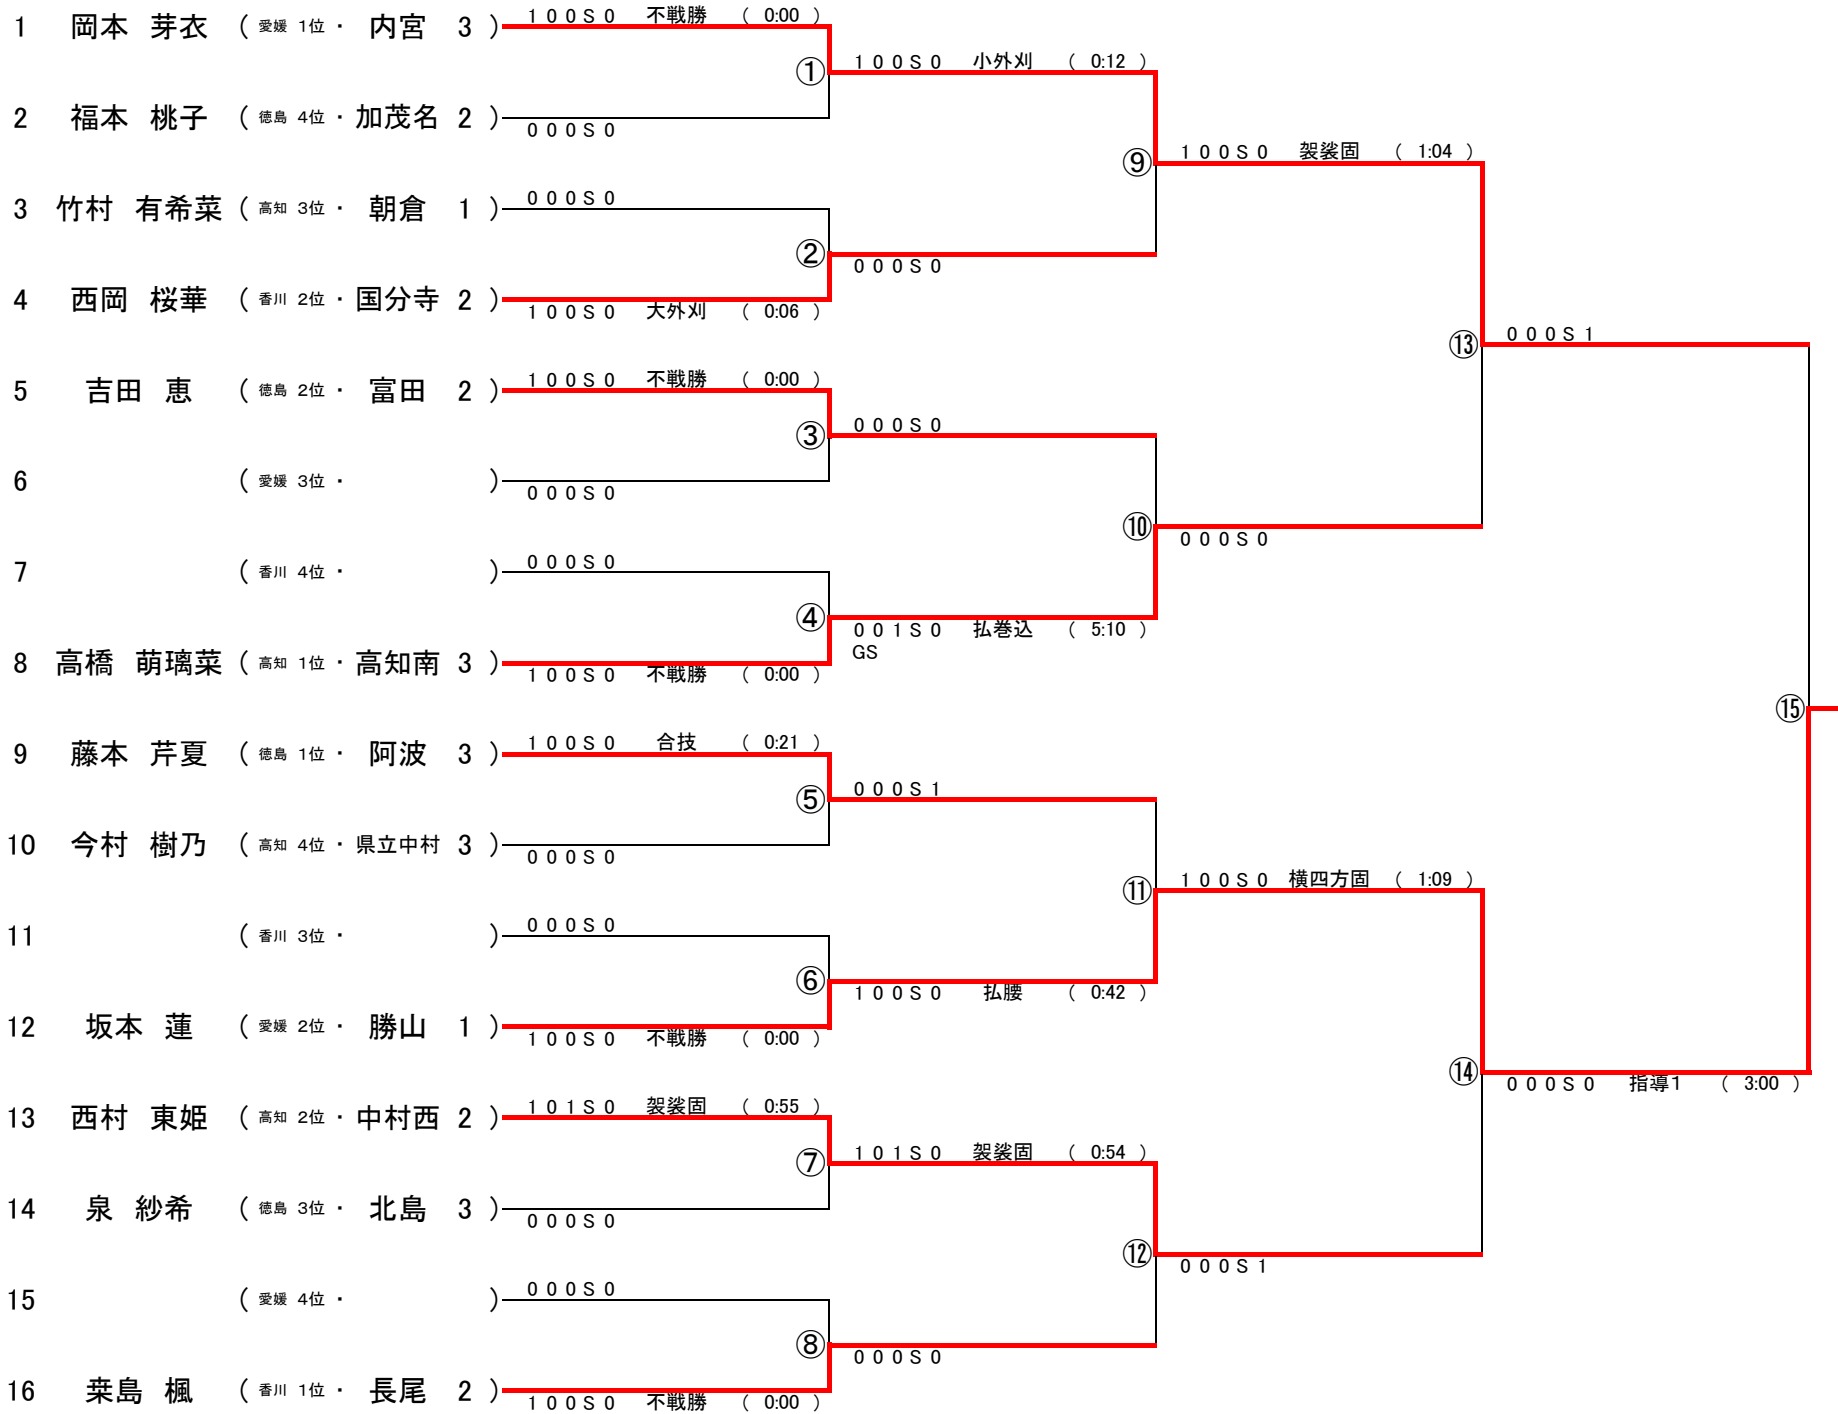 1 岡本 芽衣 ( 愛媛 1位 ・ 内宮 3 ) 1 0 0 S 0 不戦勝 ( 0:00 )
① 1 0 0 S 0 小外刈 ( 0:12 )
2 福本 桃子 ( 徳島 4位 ・ 加茂名 2 ) 0 0 0 S 0
⑨ 1 0 0 S 0 袈裟固 ( 1:04 )
3 竹村 有希菜 ( 高知 3位 ・ 朝倉 1 ) 0 0 0 S 0
② 0 0 0 S 0
4 西岡 桜華 ( 香川 2位 ・ 国分寺 2 ) 1 0 0 S 0 大外刈 ( 0:06 )
⑬ 0 0 0 S 1
5 吉田 恵 ( 徳島 2位 ・ 富田 2 ) 1 0 0 S 0 不戦勝 ( 0:00 )
③ 0 0 0 S 0
6 ( 愛媛 3位 ・ ) 0 0 0 S 0
⑩ 0 0 0 S 0
7 ( 香川 4位 ・ ) 0 0 0 S 0
④ 0 0 1 S 0 払巻込 ( 5:10 )
GS
8 高橋 萌璃菜 ( 高知 1位 ・ 高知南 3 ) 1 0 0 S 0 不戦勝 ( 0:00 )
⑮
9 藤本 芹夏 ( 徳島 1位 ・ 阿波 3 ) 1 0 0 S 0 合技 ( 0:21 )
⑤ 0 0 0 S 1
10 今村 樹乃 ( 高知 4位 ・ 県立中村 3 ) 0 0 0 S 0
⑪ 1 0 0 S 0 横四方固 ( 1:09 )
11 ( 香川 3位 ・ ) 0 0 0 S 0
⑥ 1 0 0 S 0 払腰 ( 0:42 )
12 坂本 蓮 ( 愛媛 2位 ・ 勝山 1 ) 1 0 0 S 0 不戦勝 ( 0:00 )
⑭ 0 0 0 S 0 指導1 ( 3:00 )
13 西村 東姫 ( 高知 2位 ・ 中村西 2 ) 1 0 1 S 0 袈裟固 ( 0:55 )
⑦ 1 0 1 S 0 袈裟固 ( 0:54 )
14 泉 紗希 ( 徳島 3位 ・ 北島 3 ) 0 0 0 S 0
⑫ 0 0 0 S 1
15 ( 愛媛 4位 ・ ) 0 0 0 S 0
⑧ 0 0 0 S 0
16 桒島 楓 ( 香川 1位 ・ 長尾 2 ) 1 0 0 S 0 不戦勝 ( 0:00 )